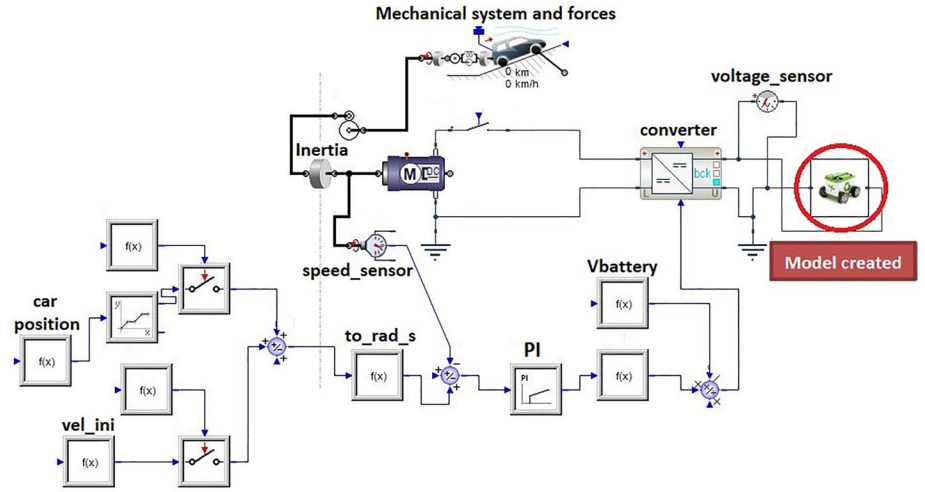 Mechanical system and forces
0 km
0 km/h
voltage_sensor
converter
Inertia
M DC
bck
L U
f(x)
speed_sensor
Model created
Vbattery
car
position
y
x
f(x)
f(x)
to_rad_s
PI
f(x)
PI
f(x)
f(x)
vel_ini
f(x)
f(x)